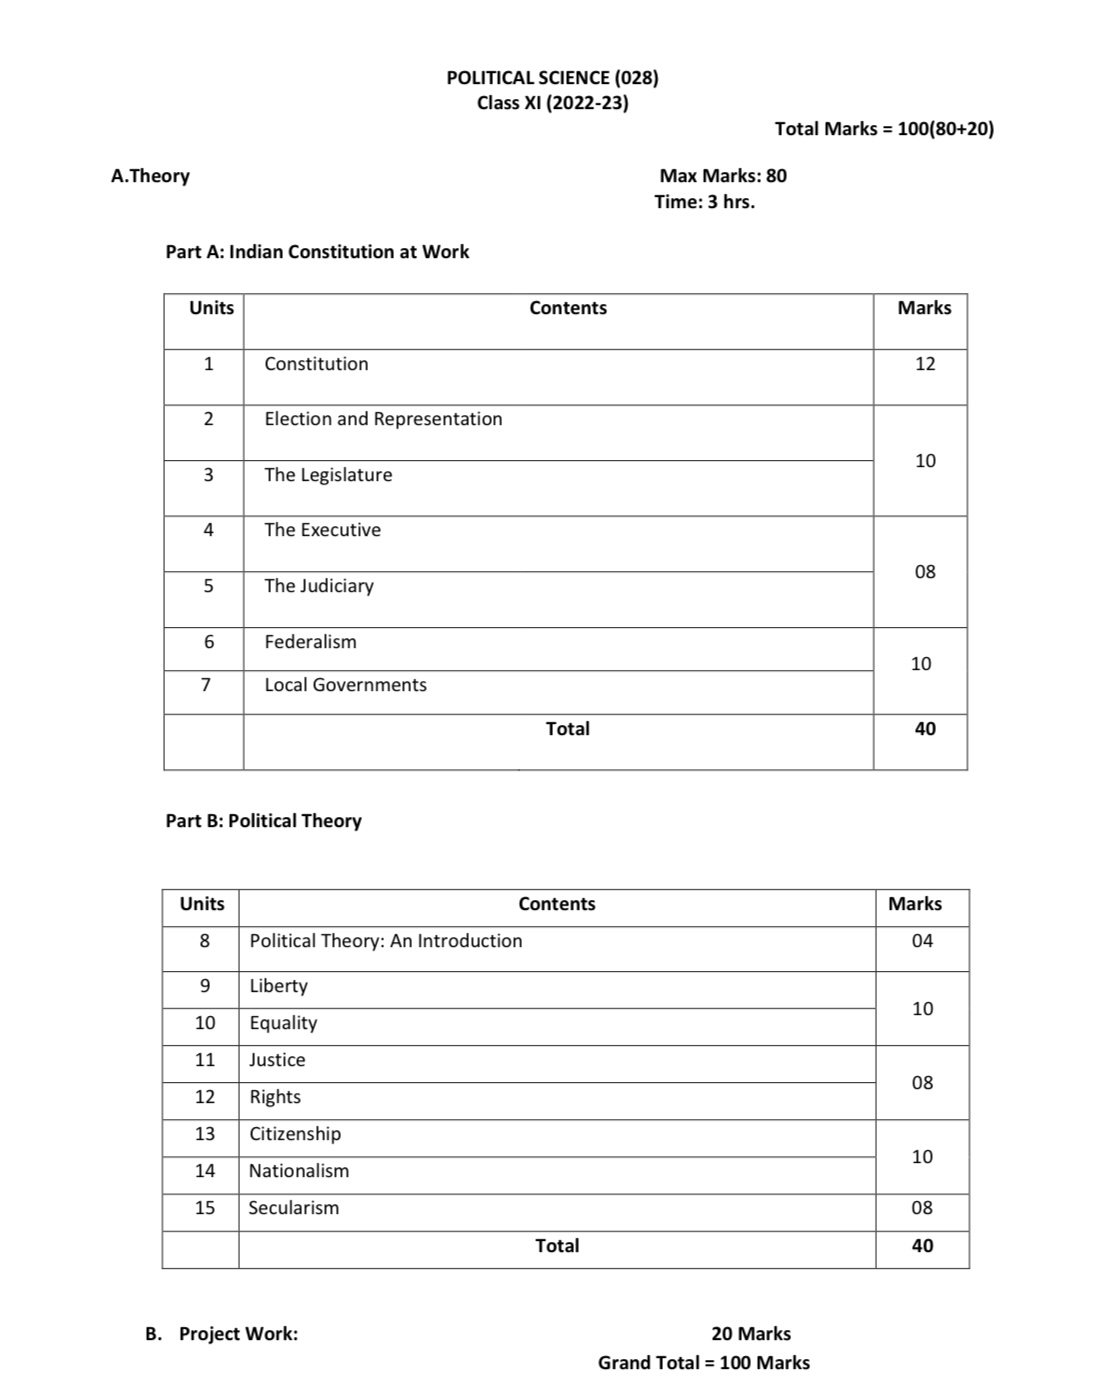 POLITICAL SCIENCE (028)
Class XI (2022-23)
Total Marks = 100(80+20)
A.Theory Max Marks: 80
Time: 3 hrs.
Part A: Indian Constitution at Work
Units Contents Marks
1 Constitution 12
2 Election and Representation
10
3 The Legislature
4 The Executive
08
5 The Judiciary
6 Federalism
10
7 Local Governments
Total 40
Part B: Political Theory
Units Contents Marks
8 Political Theory: An Introduction 04
9 Liberty
10
10 Equality
11 Justice
08
12 Rights
13 Citizenship
10
14 Nationalism
15 Secularism 08
Total 40
B. Project Work: 20 Marks
Grand Total = 100 Marks